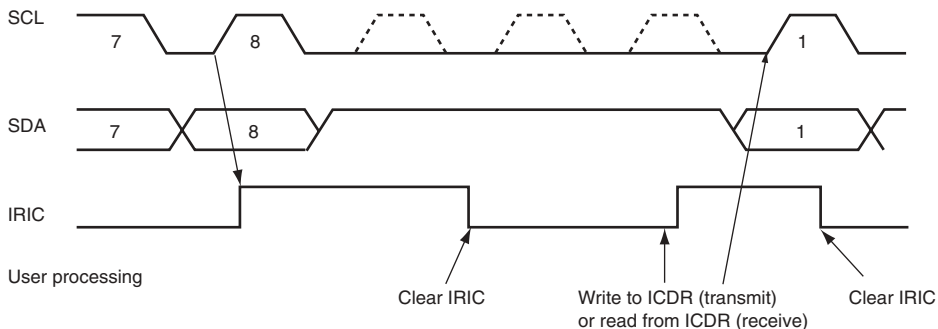 SCL
7
8
1
SDA
7
8
1
IRIC
User processing
Clear IRIC
Write to ICDR (transmit)
or read from ICDR (receive)
Clear IRIC